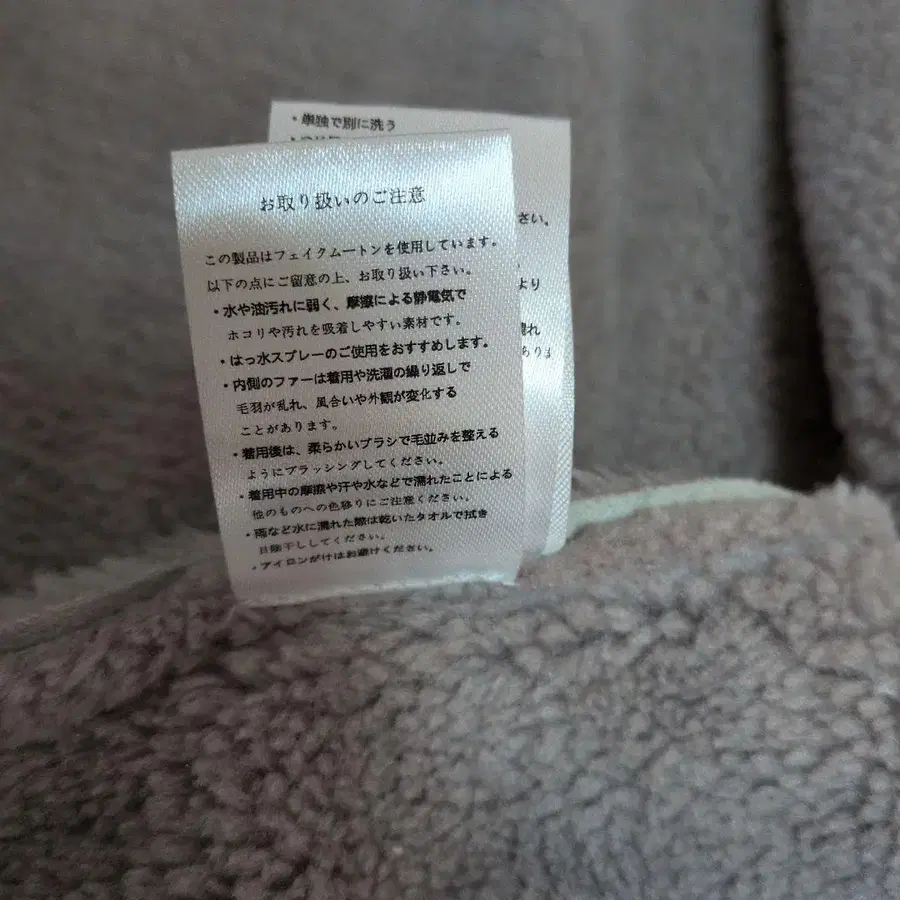 ・単独で別に洗う
さい。
より
お取り扱いのご注意
この製品はフェイクムートンを使用しています。
以下の点にご留意の上、お取り扱い下さい。
・水や油汚れに弱く、摩擦による静電気で
ホコリや汚れを吸着しやすい素材です。
・はっ水スプレーのご使用をおすすめします。
・内側のファーは着用や洗濯の繰り返しで
毛羽が乱れ、風合いや外観が変化する
ことがあります。
・着用後は、柔らかいブラシで毛並みを整える
ようにブラッシングしてください。
・着用中の摩擦や汗や水などで濡れたことによる
他のものへの色移りにご注意ください。
・雨など水に濡れた際は乾いたタオルで拭き
日陰干ししてください。
・アイロンがけはお避けください。